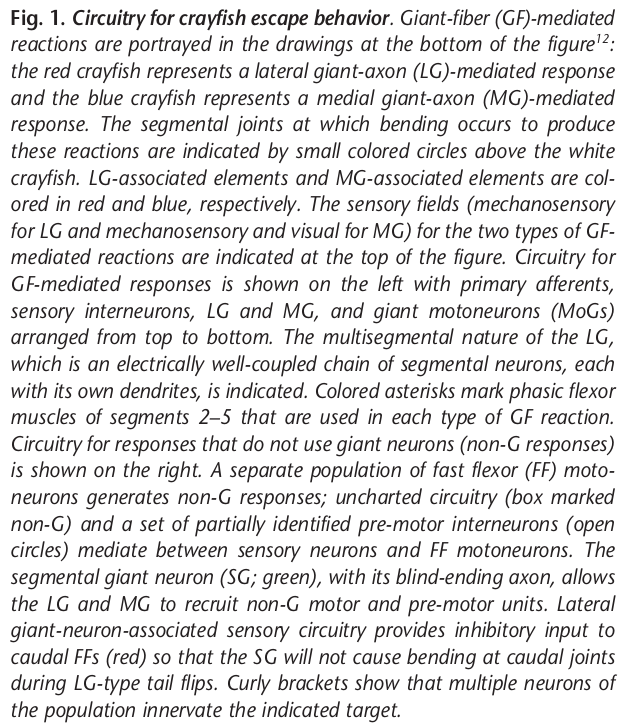 Fig. 1. Circuitry for crayfish escape behavior. Giant-fiber (GF)-mediated
reactions are portrayed in the drawings at the bottom of the figure12:
the red crayfish represents a lateral giant-axon (LG)-mediated response
and the blue crayfish represents a medial giant-axon (MG)-mediated
response. The segmental joints at which bending occurs to produce
these reactions are indicated by small colored circles above the white
crayfish. LG-associated elements and MG-associated elements are col-
ored in red and blue, respectively. The sensory fields (mechanosensory
for LG and mechanosensory and visual for MG) for the two types of GF-
mediated reactions are indicated at the top of the figure. Circuitry for
GF-mediated responses is shown on the left with primary afferents,
sensory interneurons, LG and MG, and giant motoneurons (MoGs)
arranged from top to bottom. The multisegmental nature of the LG,
which is an electrically well-coupled chain of segmental neurons, each
with its own dendrites, is indicated. Colored asterisks mark phasic flexor
muscles of segments 2–5 that are used in each type of GF reaction.
Circuitry for responses that do not use giant neurons (non-G responses)
is shown on the right. A separate population of fast flexor (FF) moto-
neurons generates non-G responses; uncharted circuitry (box marked
non-G) and a set of partially identified pre-motor interneurons (open
circles) mediate between sensory neurons and FF motoneurons. The
segmental giant neuron (SG; green), with its blind-ending axon, allows
the LG and MG to recruit non-G motor and pre-motor units. Lateral
giant-neuron-associated sensory circuitry provides inhibitory input to
caudal FFs (red) so that the SG will not cause bending at caudal joints
during LG-type tail flips. Curly brackets show that multiple neurons of
the population innervate the indicated target.